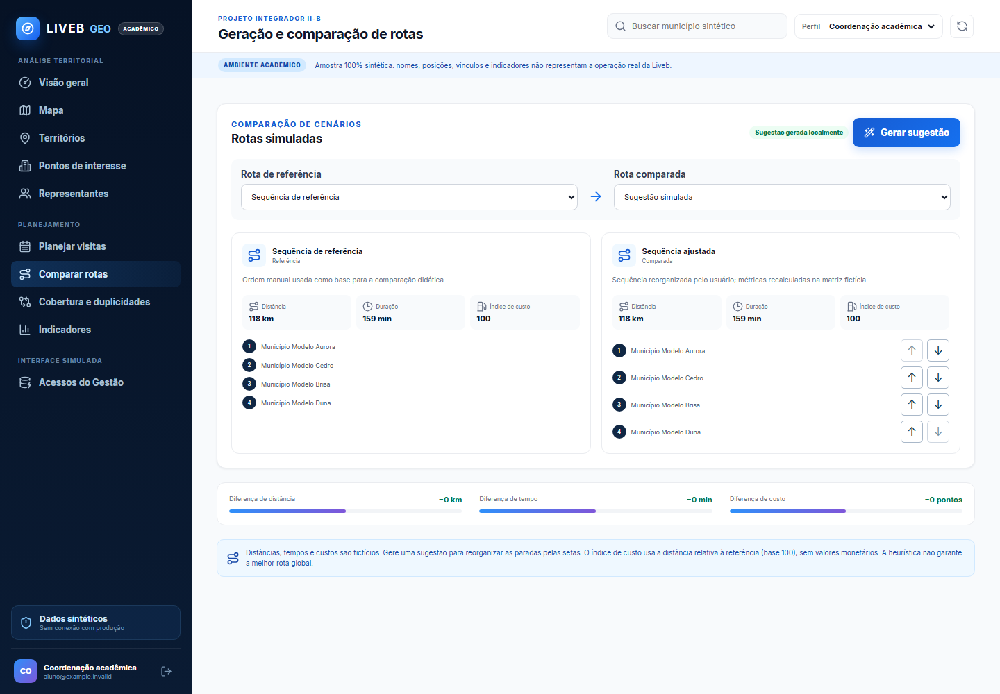 LIVEB GEO ACADÊMICO
ANÁLISE TERRITORIAL
Visão geral
Mapa
Territórios
Pontos de interesse
Representantes
PLANEJAMENTO
Planejar visitas
Comparar rotas
Cobertura e duplicidades
Indicadores
INTERFACE SIMULADA
Acessos do Gestão
Dados sintéticos
Sem conexão com produção
CO
Coordenação acadêmica
aluno@example.invalid
PROJETO INTEGRADOR II-B
Geração e comparação de rotas
Buscar município sintético
Perfil Coordenação acadêmica
AMBIENTE ACADÊMICO Amostra 100% sintética: nomes, posições, vínculos e indicadores não representam a operação real da Liveb.
COMPARAÇÃO DE CENÁRIOS
Rotas simuladas
Sugestão gerada localmente
Gerar sugestão
Rota de referência
Sequência de referência
Rota comparada
Sugestão simulada
Sequência de referência
Referência
Ordem manual usada como base para a comparação didática.
Distância
118 km
Duração
159 min
Índice de custo
100
1 Município Modelo Aurora
2 Município Modelo Cedro
3 Município Modelo Brisa
4 Município Modelo Duna
Sequência ajustada
Comparada
Sequência reorganizada pelo usuário; métricas recalculadas na matriz fictícia.
Distância
118 km
Duração
159 min
Índice de custo
100
1 Município Modelo Aurora
2 Município Modelo Cedro
3 Município Modelo Brisa
4 Município Modelo Duna
Diferença de distância −0 km
Diferença de tempo −0 min
Diferença de custo −0 pontos
Distâncias, tempos e custos são fictícios. Gere uma sugestão para reorganizar as paradas pelas setas. O índice de custo usa a distância relativa à referência (base 100), sem valores monetários. A heurística não garante
a melhor rota global.